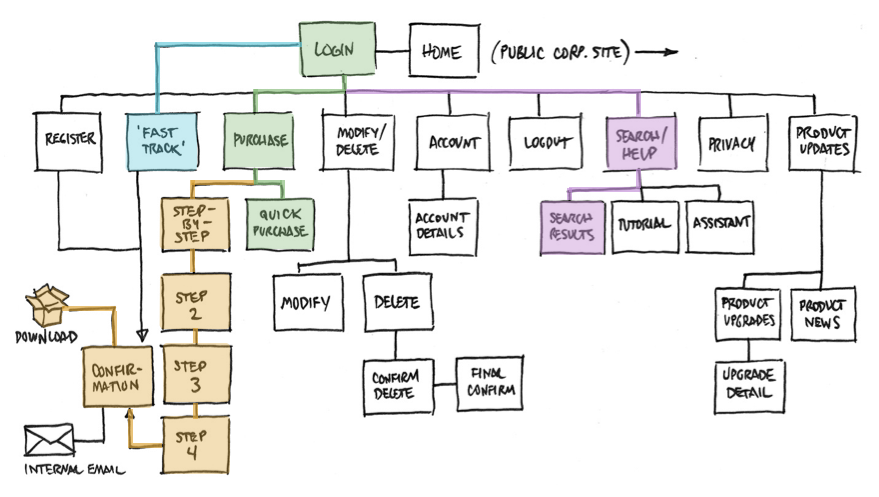 LOGIN
HOME
(PUBLIC CORP. SITE)
REGISTER
'FAST
TRACK'
PURCHASE
MODIFY/
DELETE
ACCOUNT
LOGOUT
SEARCH/
HELP
PRIVACY
PRODUCT
UPDATES
STEP-
BY-
STEP
QUICK
PURCHASE
ACCOUNT
DETAILS
SEARCH
RESULTS
TUTORIAL
ASSISTANT
STEP
2
MODIFY
DELETE
PRODUCT
UPGRADES
PRODUCT
NEWS
DOWNLOAD
CONFIR-
MATION
STEP
3
CONFIRM
DELETE
FINAL
CONFIRM
UPGRADE
DETAIL
STEP
4
INTERNAL EMAIL